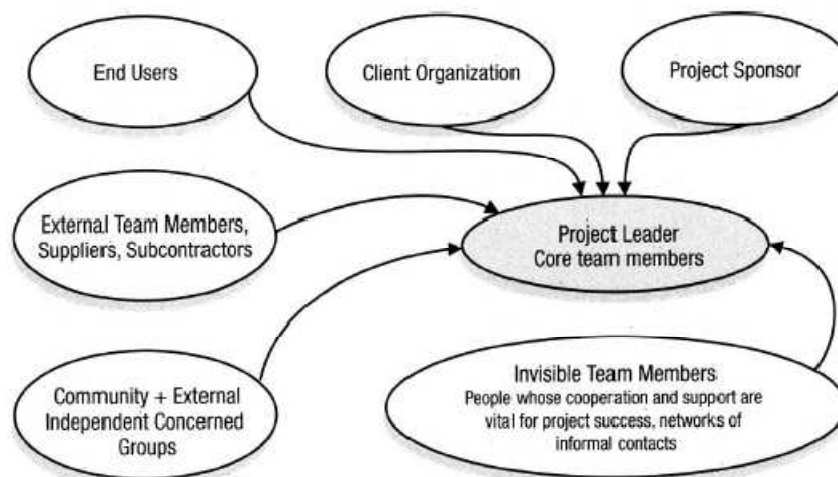 End Users
Client Organization
Project Sponsor
External Team Members,
Suppliers, Subcontractors
Project Leader
Core team members
Community + External
Independent Concerned
Groups
Invisible Team Members
People whose cooperation and support are
vital for project success, networks of
informal contacts